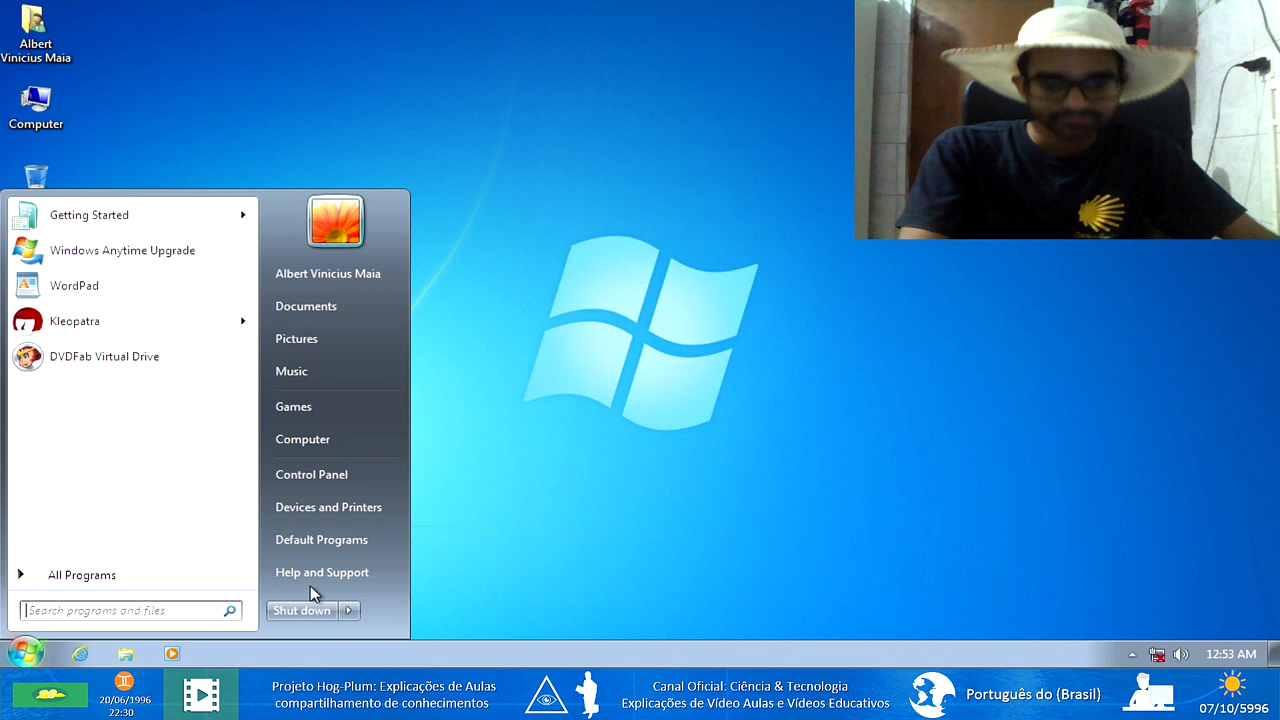 Albert
Vinicius Maia
Computer
Getting Started
Windows Anytime Upgrade
WordPad
Kleopatra
DVDFab Virtual Drive
All Programs
Search programs and files
Albert Vinicius Maia
Documents
Pictures
Music
Games
Computer
Control Panel
Devices and Printers
Default Programs
Help and Support
Shut down
12:53 AM
20/06/1996
22:30
Projeto Hog-Plum: Explicações de Aulas
compartilhamento de conhecimentos
Canal Oficial: Ciência & Tecnologia
Explicações de Vídeo Aulas e Vídeos Educativos
Português do (Brasil)
07/10/5996